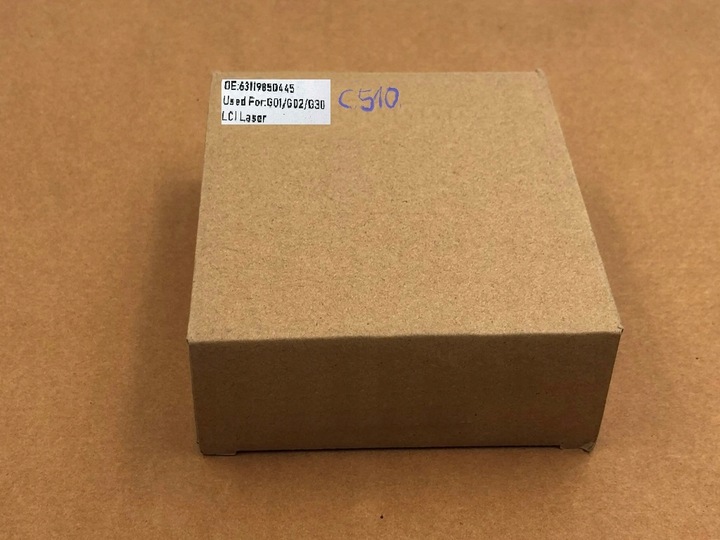 OE:63119850445
Used For:G01/G02/G30
LCI Laser
C510